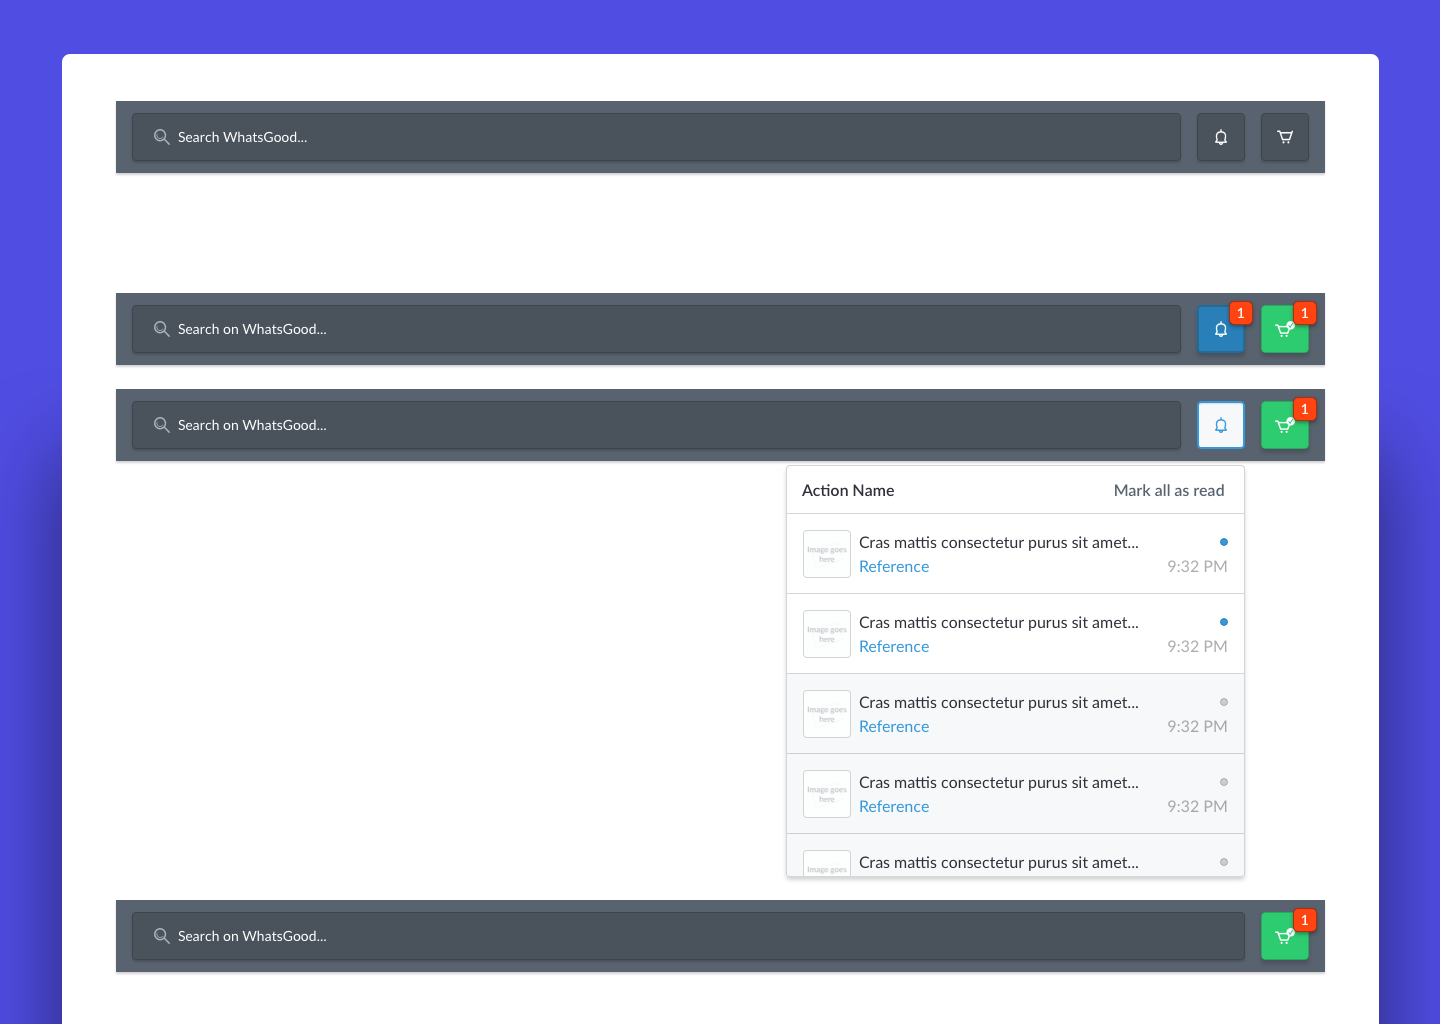 Search WhatsGood...
Search on WhatsGood...
1
1
Search on WhatsGood...
1
Action Name
Mark all as read
Image goes
here
Cras mattis consectetur purus sit amet...
Reference
9:32 PM
Image goes
here
Cras mattis consectetur purus sit amet...
Reference
9:32 PM
Image goes
here
Cras mattis consectetur purus sit amet...
Reference
9:32 PM
Image goes
here
Cras mattis consectetur purus sit amet...
Reference
9:32 PM
Image goes
Cras mattis consectetur purus sit amet...
Search on WhatsGood...
1